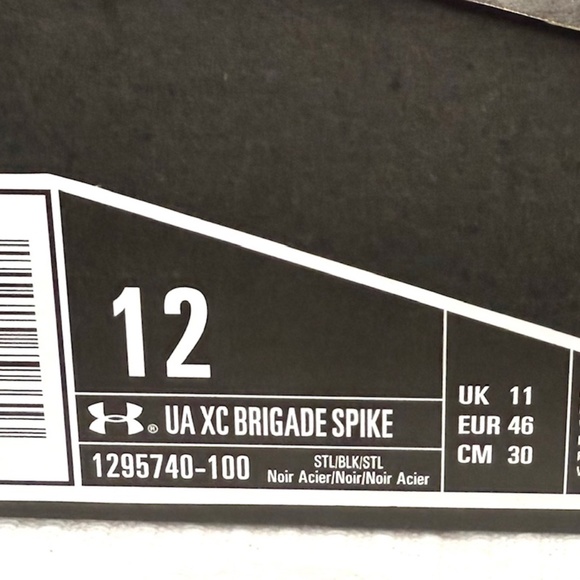 12
® UA XC BRIGADE SPIKE
1295740-100
STL/BLK/STL
Noir Acier/Noir/Noir Acier
UK 11
EUR 46
CM 30